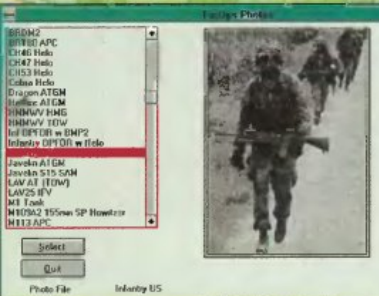 TacOps Photos
BRDM2
BTR80 APC
CH46 Helo
CH47 Helo
CH53 Helo
Cobra Helo
Dragon ATGM
Hellfire ATGM
HMMWV HMG
HMMWV TOW
Inf OPFOR w BMP2
Infantry OPFOR w Helo
Javelin ATGM
Javelin S15 SAM
LAV AT (TOW)
LAV25 IFV
M1 Tank
M109A2 155mm SP Howitzer
M113 APC
Select
Quit
Photo File
Infantry US